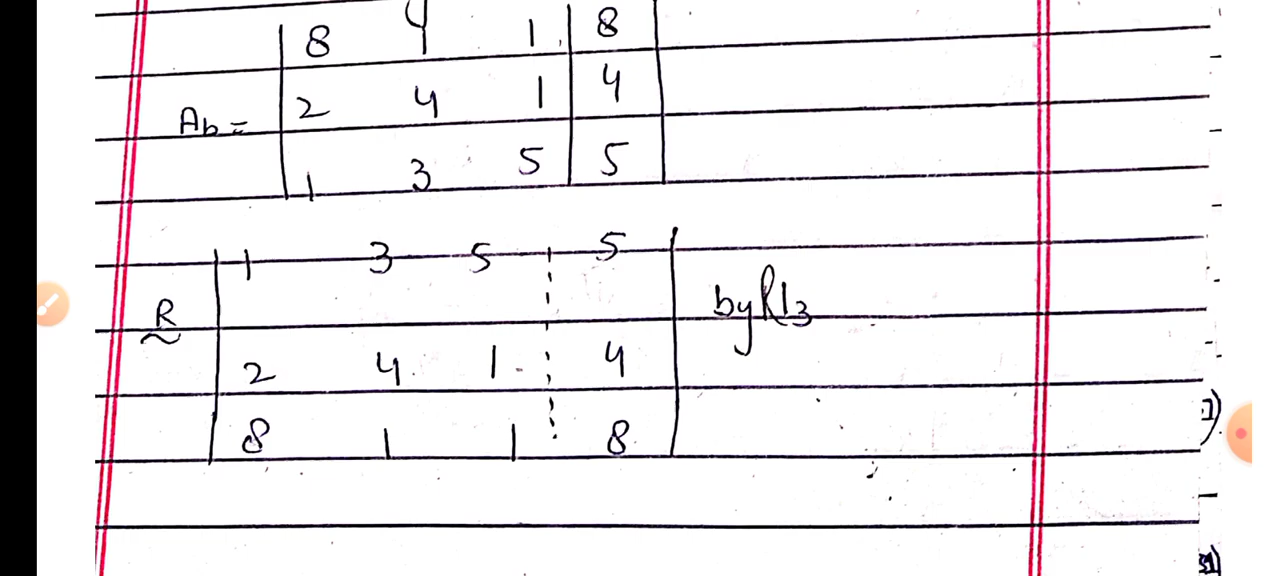 8 4 1 | 8
Ab = 2 4 1 | 4
1 3 5 | 5
1 3 5 5
R by R13
~
2 4 1 4
8 1 1 8